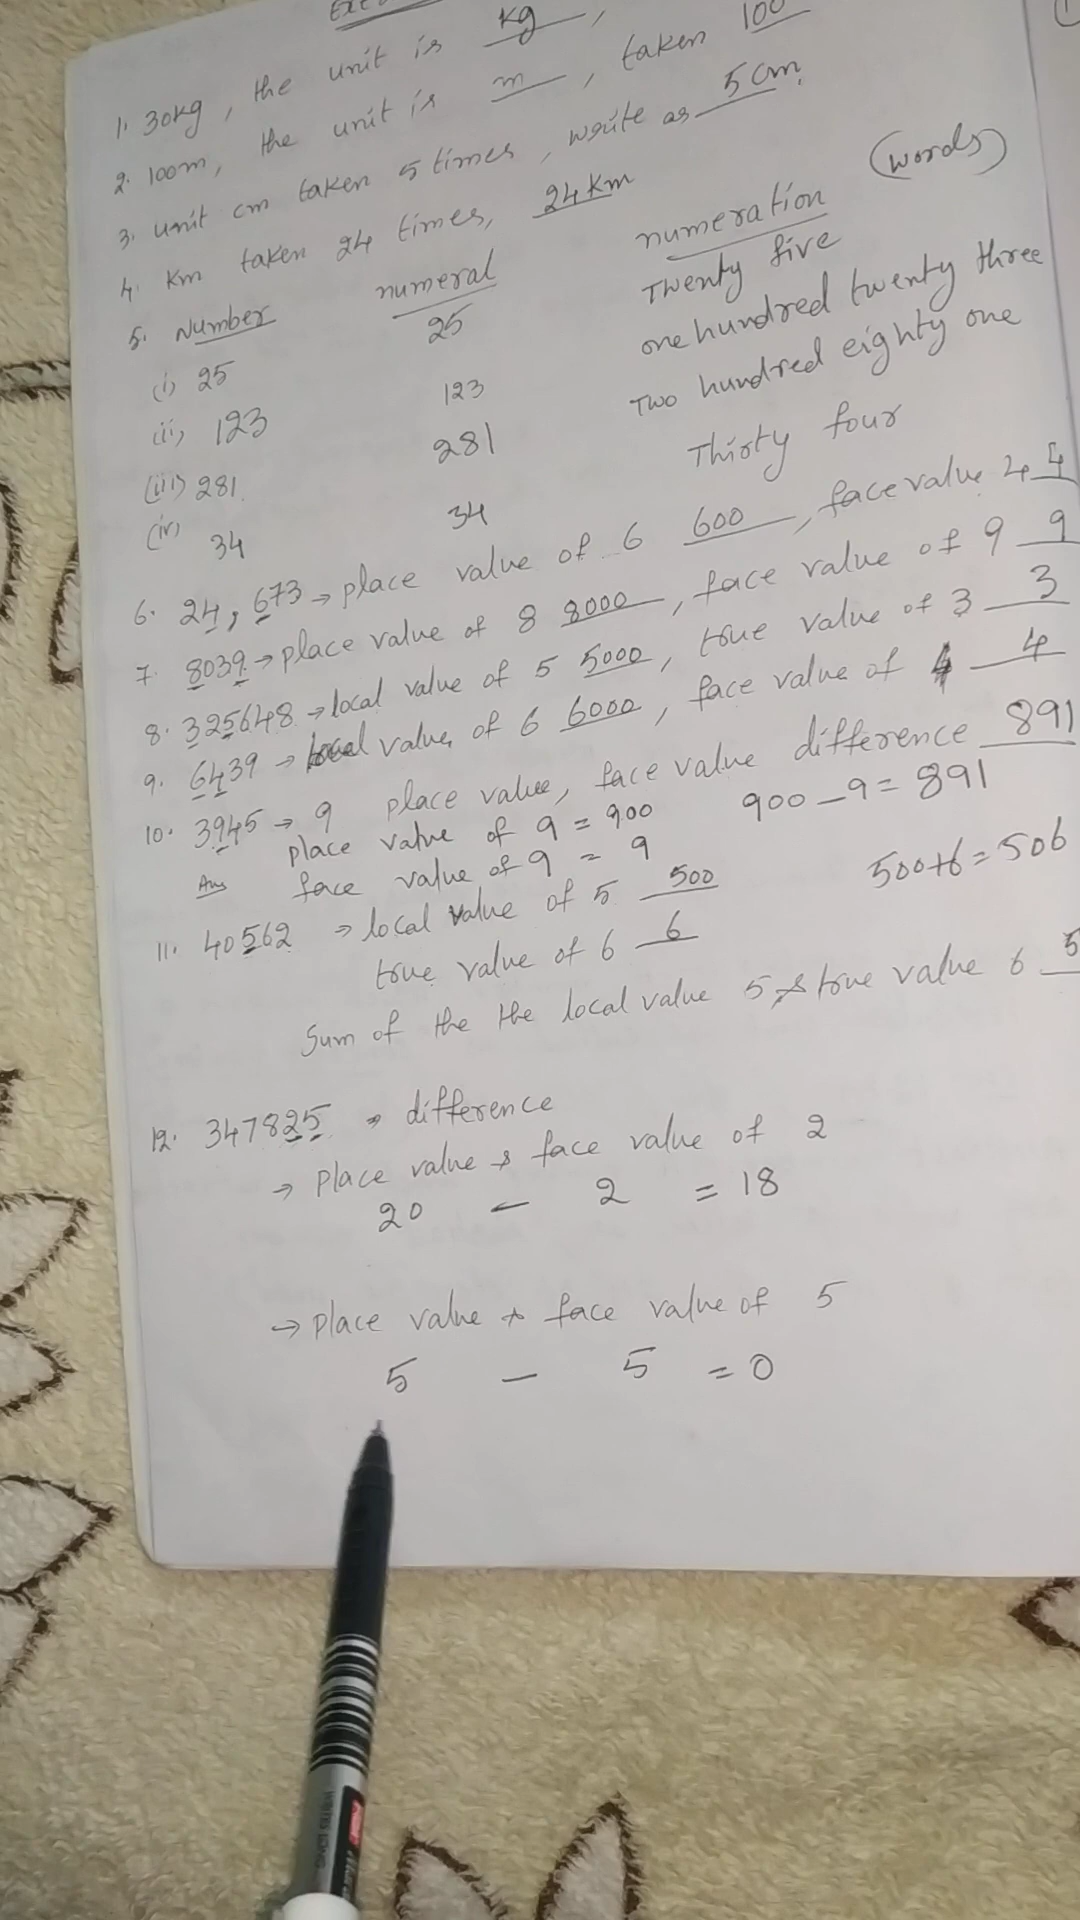 1. 30kg, the unit is kg,
2. 100m, the unit is m, taken 100
3. unit cm taken 5 times, write as 5cm.
4. Km taken 24 times, 24Km
5. Number numeral numeration (words)
(i) 25 25 Twenty five
(ii) 123 123 one hundred twenty three
(iii) 281 281 Two hundred eighty one
(iv) 34 34 Thirty four
6. 24,673 → place value of 6 600, face value 4 4
7. 8039 → place value of 8 8000, face value of 9 9
8. 325648 → local value of 5 5000, true value of 3 3
9. 6439 → local value of 6 6000, face value of 4 4
10. 3945 → 9 place value, face value difference 891
Ans place value of 9 = 900 900 - 9 = 891
face value of 9 = 9
11. 40562 → local value of 5 500 500+6=506
true value of 6 6
Sum of the the local value 5 & true value 6 5
12. 347825 → difference
→ place value & face value of 2
20 - 2 = 18
→ place value & face value of 5
5 - 5 = 0